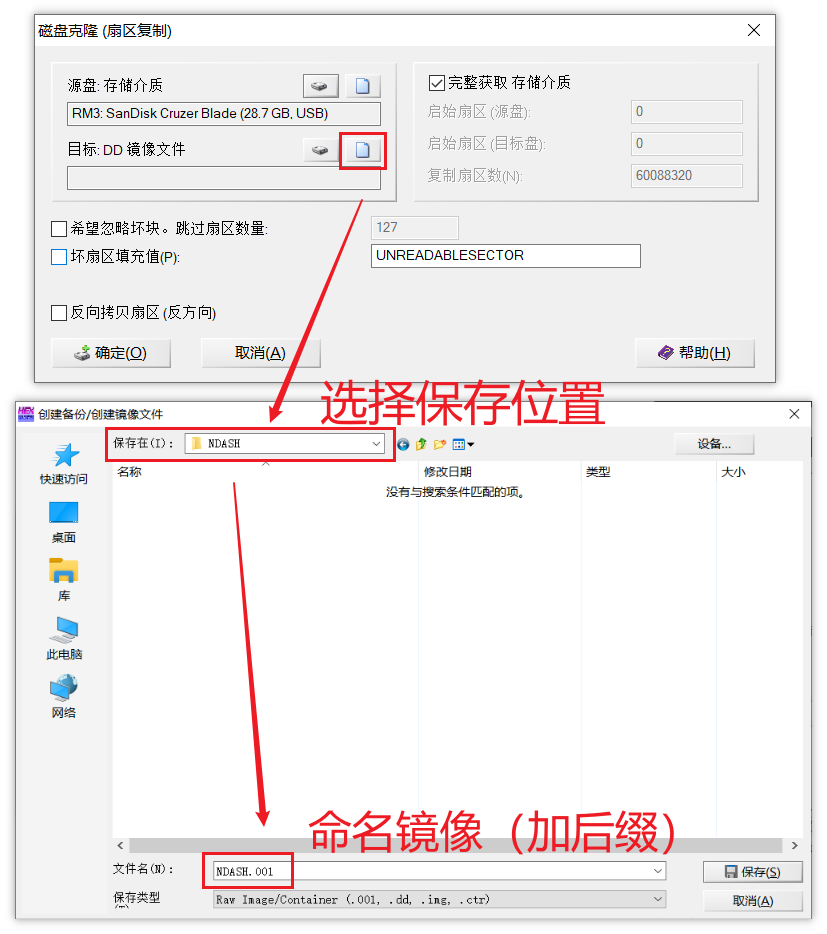 磁盘克隆 (扇区复制)
源盘: 存储介质
RM3: SanDisk Cruzer Blade (28.7 GB, USB)
目标: DD 镜像文件
完整获取 存储介质
启始扇区 (源盘):
0
启始扇区 (目标盘):
0
复制扇区数(N):
60088320
希望忽略坏块。跳过扇区数量:
127
坏扇区填充值(P):
UNREADABLESECTOR
反向拷贝扇区 (反方向)
确定(O)
取消(A)
帮助(H)
选择保存位置
HEX
创建备份/创建镜像文件
保存在(I):
NDASH
设备...
快速访问
桌面
库
此电脑
网络
名称
修改日期
类型
大小
没有与搜索条件匹配的项。
命名镜像（加后缀）
文件名(N):
NDASH.001
保存(S)
保存类型
(T)
Raw Image/Container (.001, .dd, .img, .ctr)
取消(A)